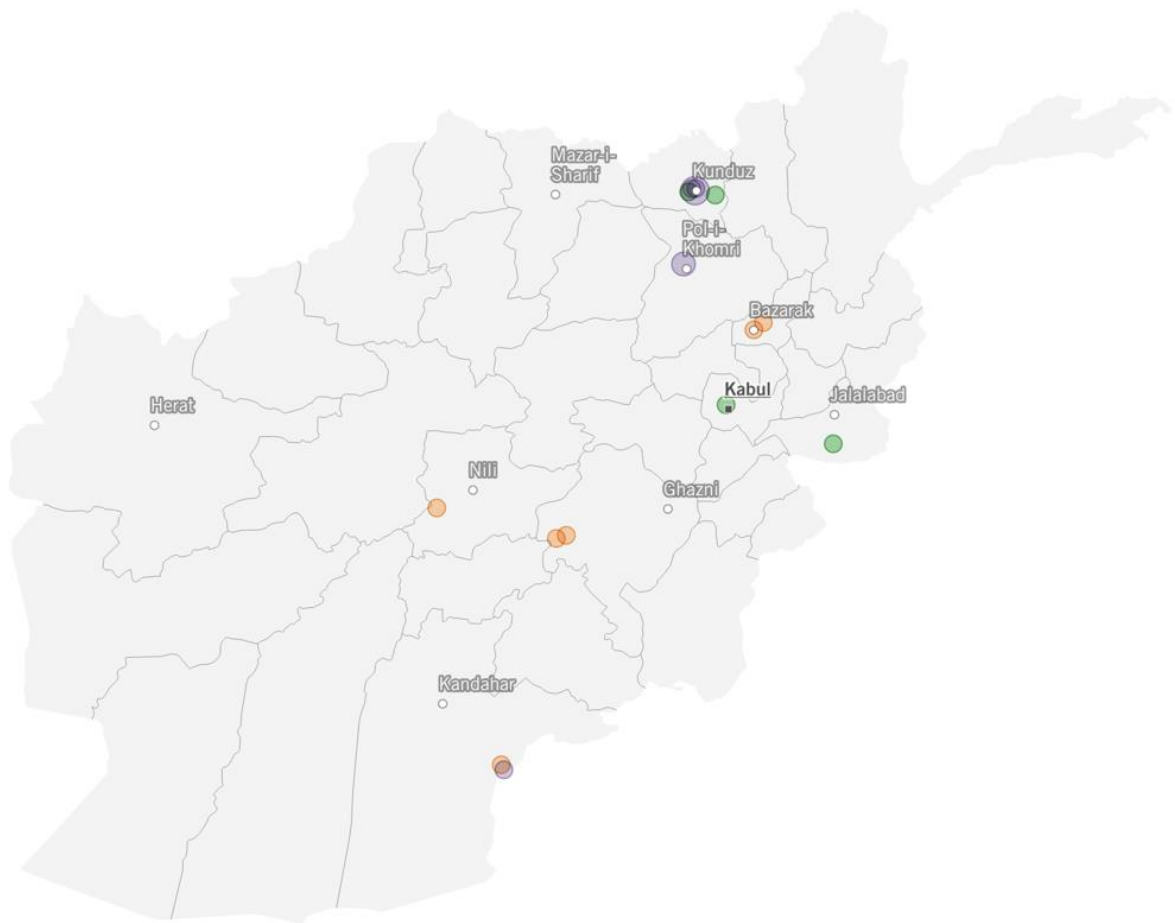 Mazar-i-
Sharif
Kunduz
Pol-i-
Khomri
Bazarak
Kabul
Jalalabad
Herat
Nili
Ghazni
Kandahar